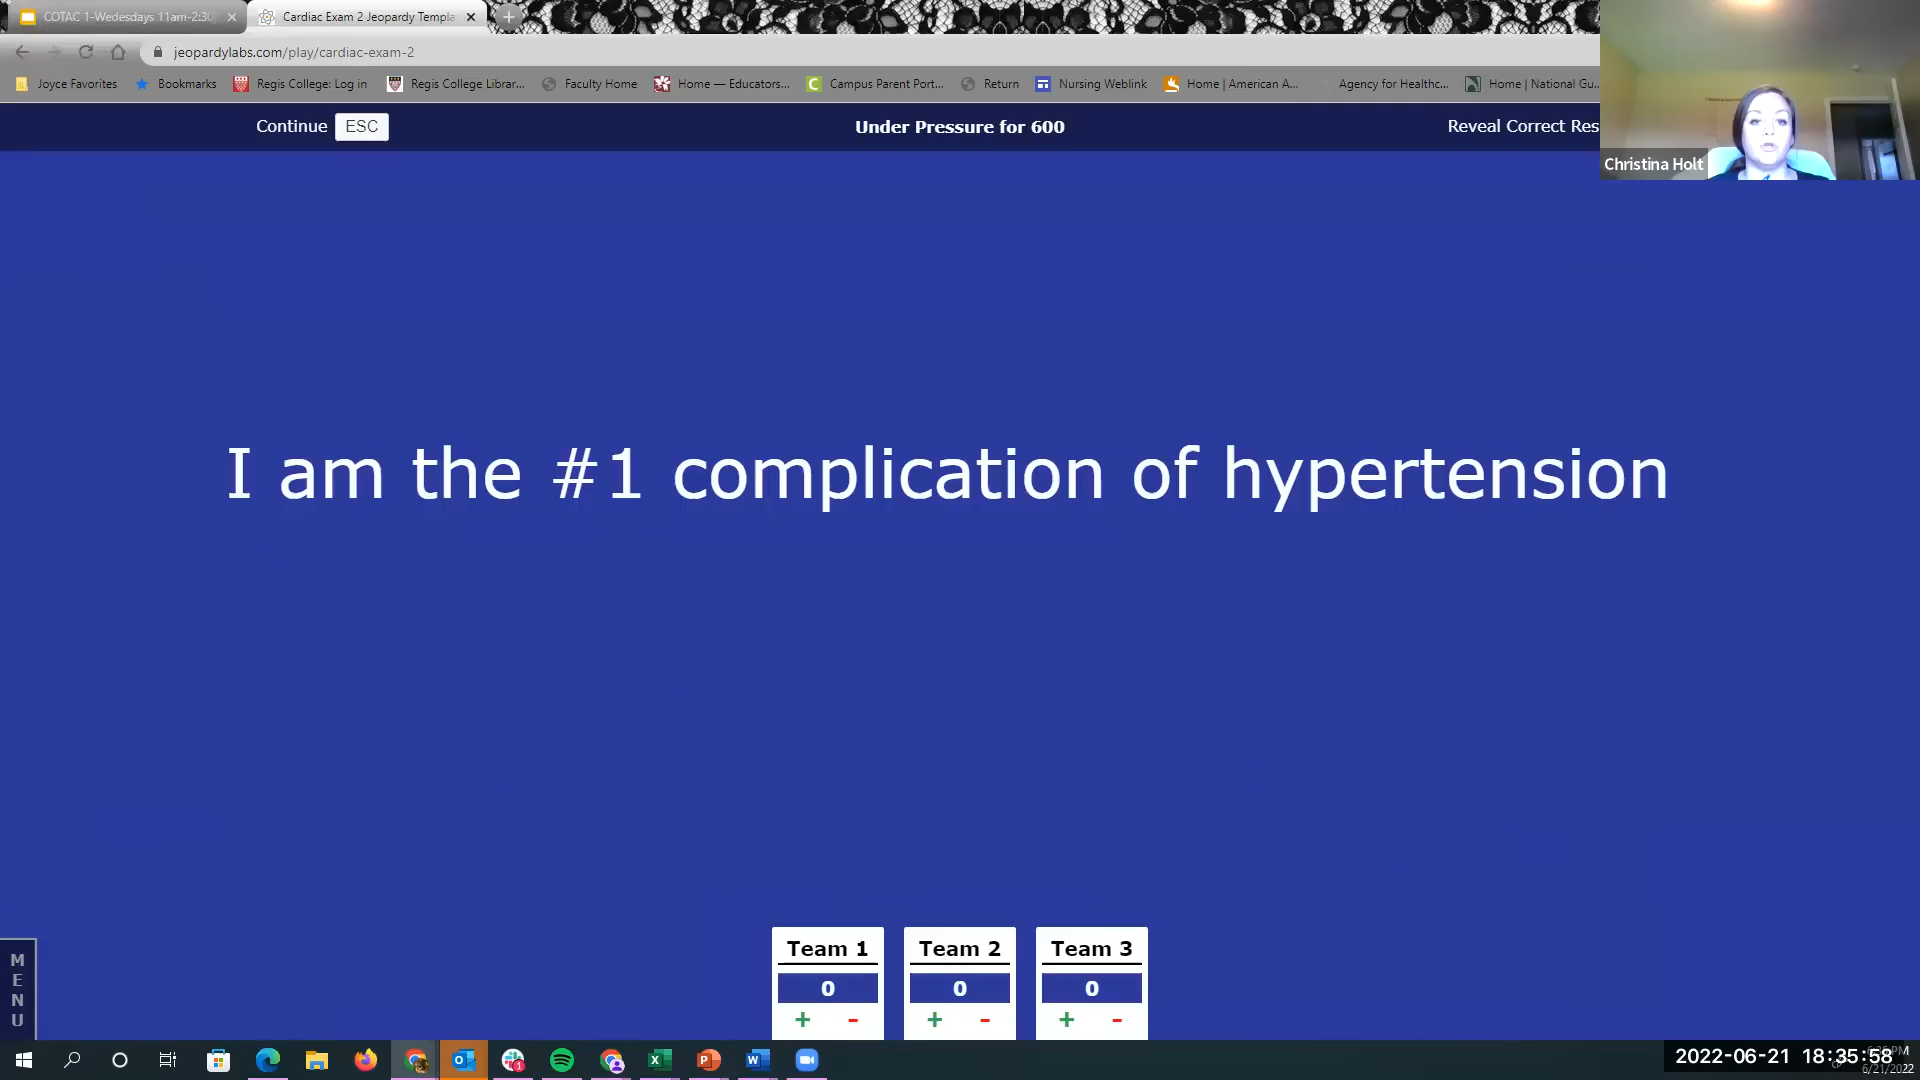 COTAC 1-Wedesdays 11am-2:30
Cardiac Exam 2 Jeopardy Templa
jeopardylabs.com/play/cardiac-exam-2
Joyce Favorites Bookmarks Regis College: Log in Regis College Librar... Faculty Home Home — Educators... Campus Parent Port... Return Nursing Weblink Home | American A... Agency for Healthc... Home | National Gu...
Continue ESC Under Pressure for 600 Reveal Correct Res
Christina Holt
I am the #1 complication of hypertension
Team 1 Team 2 Team 3
0 0 0
+ - + - + -
MENU
2022-06-21 18:35:58
6/21/2022